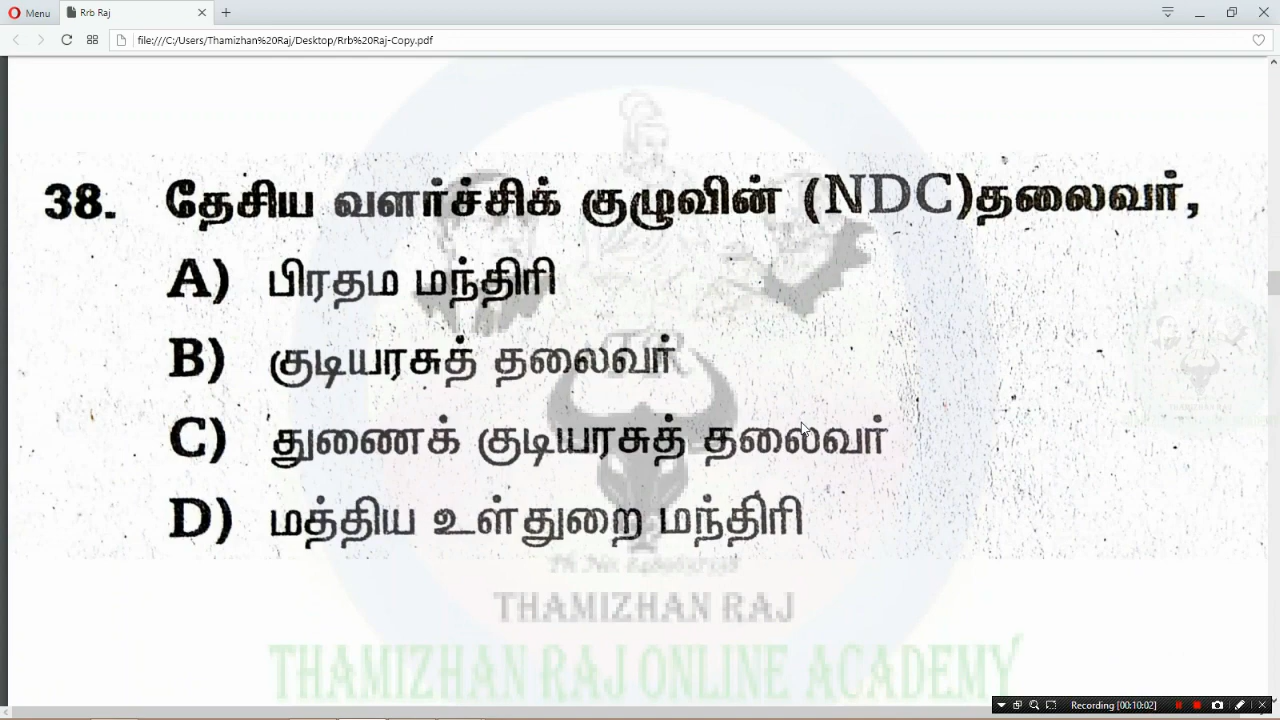 Menu
Rrb Raj
file:///C:/Users/Thamizhan%20Raj/Desktop/Rrb%20Raj-Copy.pdf
38. தேசிய வளர்ச்சிக் குழுவின் (NDC)தலைவர்,
A) பிரதம மந்திரி
B) குடியரசுத் தலைவர்
C) துணைக் குடியரசுத் தலைவர்
D) மத்திய உள்துறை மந்திரி
THAMIZHAN RAJ
THAMIZHAN RAJ ONLINE ACADEMY
Recording [00:10:02]